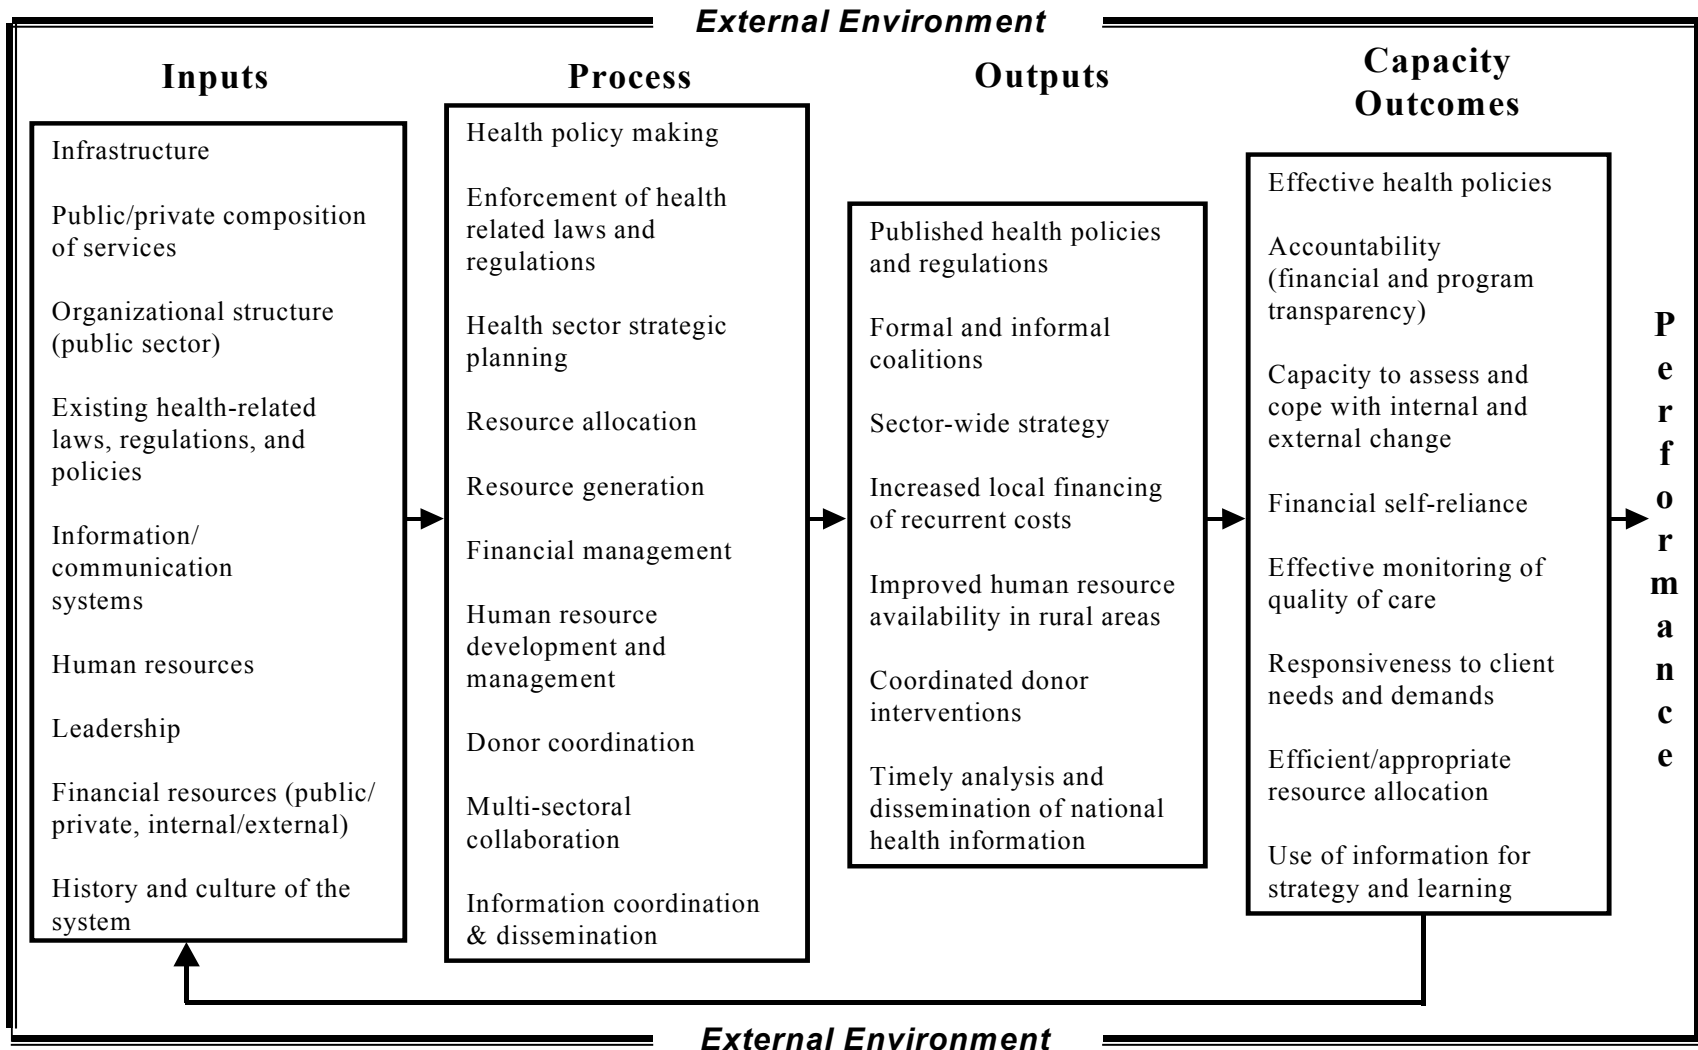 External Environment
Inputs
Infrastructure
Public/private composition
of services
Organizational structure
(public sector)
Existing health-related
laws, regulations, and
policies
Information/
communication
systems
Human resources
Leadership
Financial resources (public/
private, internal/external)
History and culture of the
system
Process
Health policy making
Enforcement of health
related laws and
regulations
Health sector strategic
planning
Resource allocation
Resource generation
Financial management
Human resource
development and
management
Donor coordination
Multi-sectoral
collaboration
Information coordination
& dissemination
Outputs
Published health policies
and regulations
Formal and informal
coalitions
Sector-wide strategy
Increased local financing
of recurrent costs
Improved human resource
availability in rural areas
Coordinated donor
interventions
Timely analysis and
dissemination of national
health information
Capacity
Outcomes
Effective health policies
Accountability
(financial and program
transparency)
Capacity to assess and
cope with internal and
external change
Financial self-reliance
Effective monitoring of
quality of care
Responsiveness to client
needs and demands
Efficient/appropriate
resource allocation
Use of information for
strategy and learning
Performance
External Environment